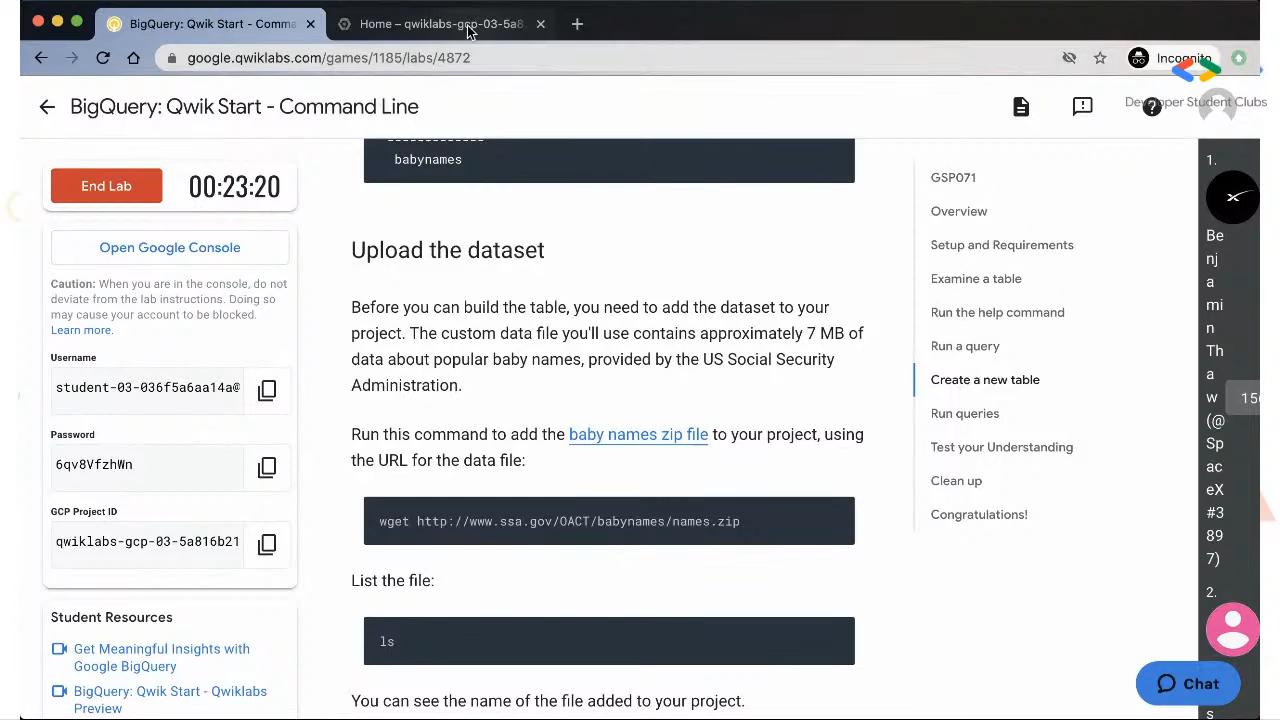 BigQuery: Qwik Start - Comma
Home – qwiklabs-gcp-03-5a8
google.qwiklabs.com/games/1185/labs/4872
Incognito
BigQuery: Qwik Start - Command Line
Developer Student Clubs
End Lab
00:23:20
Open Google Console
Caution: When you are in the console, do not
deviate from the lab instructions. Doing so
may cause your account to be blocked.
Learn more.
Username
student-03-036f5a6aa14a@
Password
6qv8VfzhWn
GCP Project ID
qwiklabs-gcp-03-5a816b21
Student Resources
Get Meaningful Insights with
Google BigQuery
BigQuery: Qwik Start - Qwiklabs
Preview
babynames
Upload the dataset
Before you can build the table, you need to add the dataset to your
project. The custom data file you'll use contains approximately 7 MB of
data about popular baby names, provided by the US Social Security
Administration.
Run this command to add the baby names zip file to your project, using
the URL for the data file:
wget http://www.ssa.gov/OACT/babynames/names.zip
List the file:
ls
You can see the name of the file added to your project.
GSP071
Overview
Setup and Requirements
Examine a table
Run the help command
Run a query
Create a new table
Run queries
Test your Understanding
Clean up
Congratulations!
1.
Be
nj
a
mi
n
Th
a
w
(@
Sp
ac
eX
#3
89
7)
2.
s
Chat